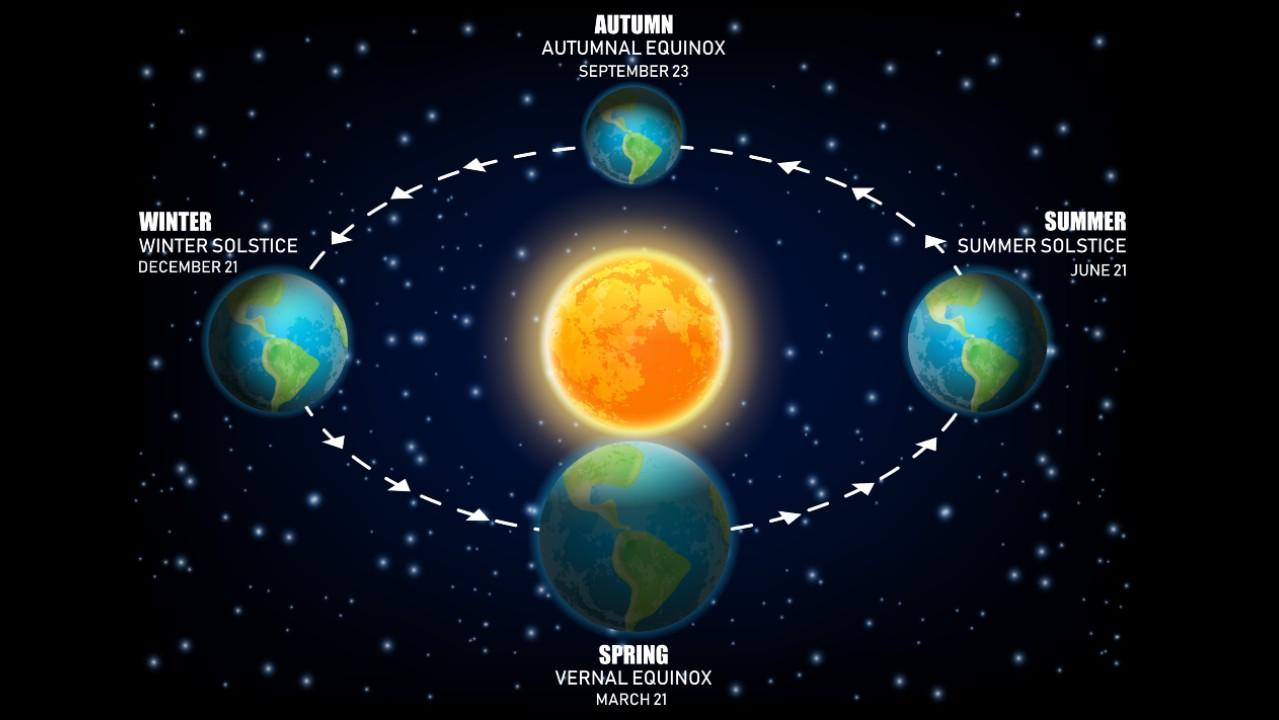 AUTUMN
AUTUMNAL EQUINOX
SEPTEMBER 23
WINTER
WINTER SOLSTICE
DECEMBER 21
SUMMER
SUMMER SOLSTICE
JUNE 21
SPRING
VERNAL EQUINOX
MARCH 21